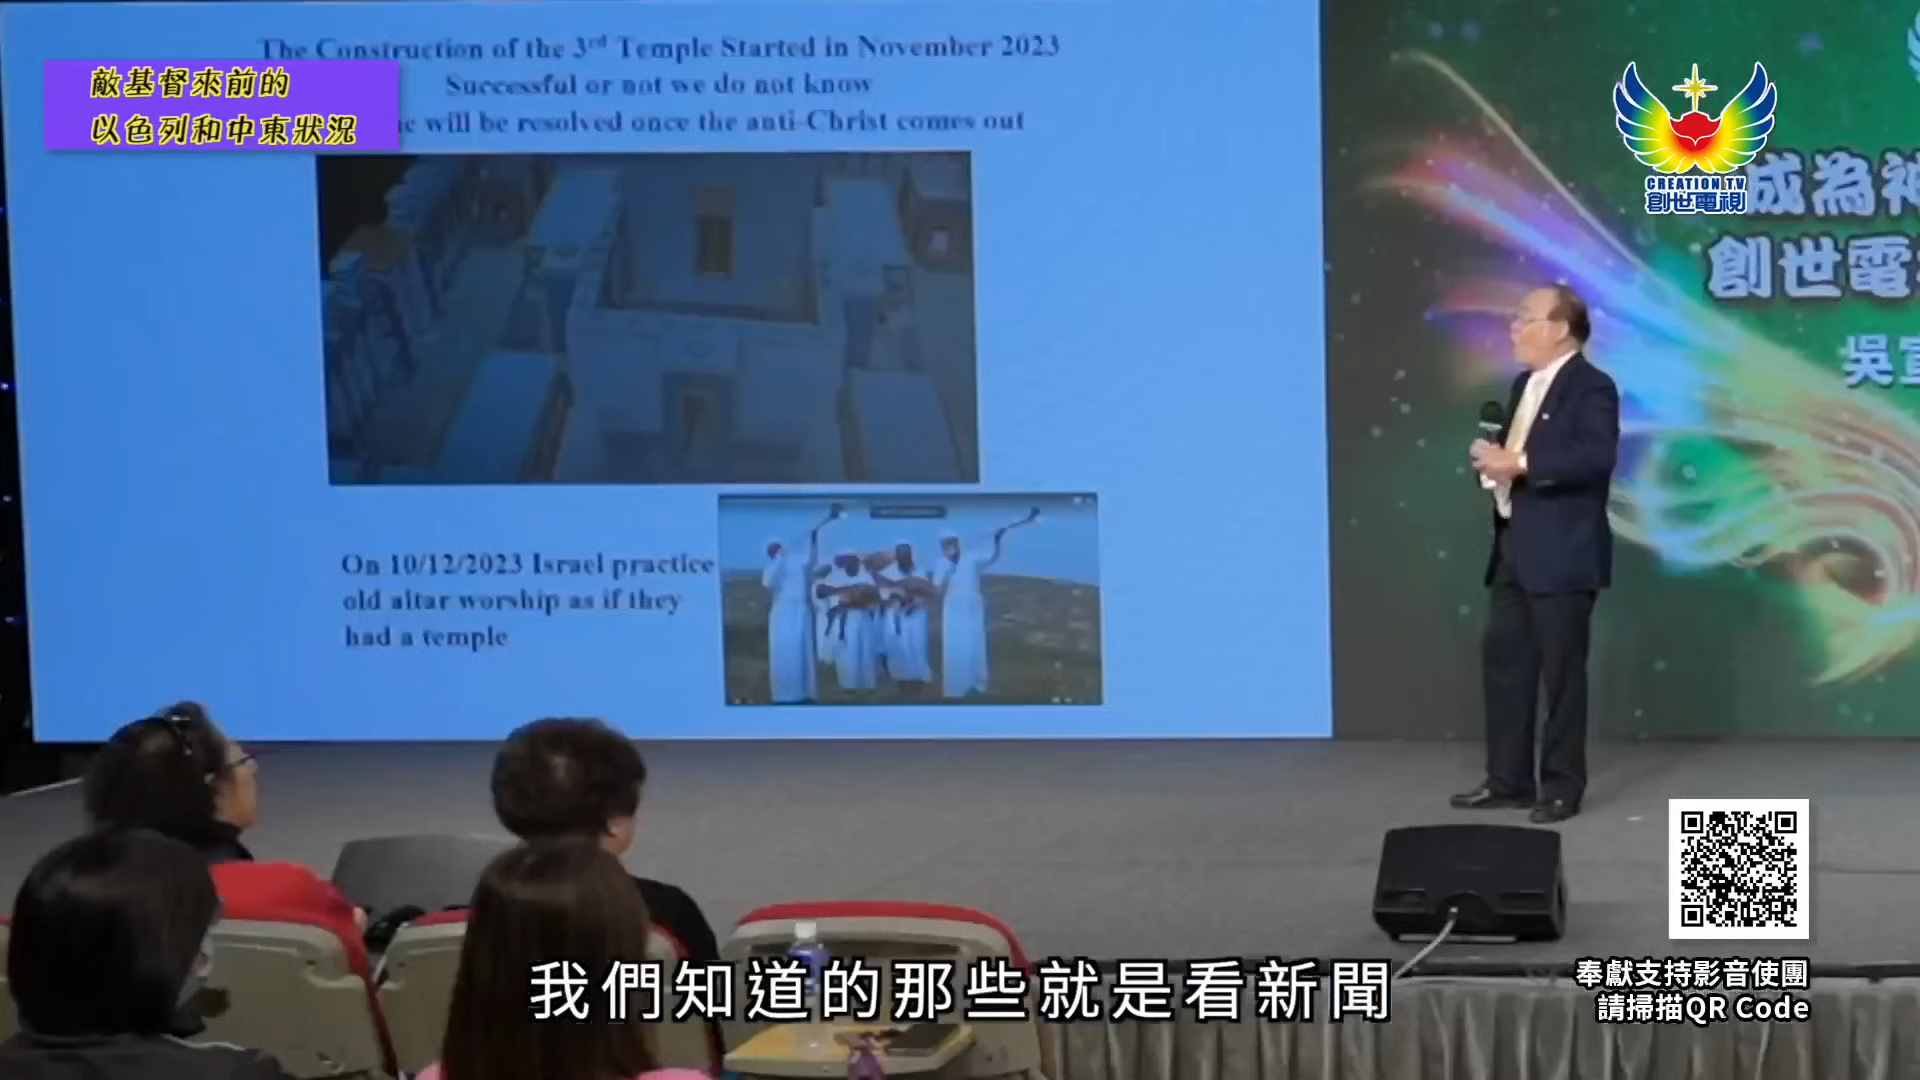 The Construction of the 3rd Temple Started in November 2023
Successful or not we do not know
will be resolved once the anti-Christ comes out
敵基督來前的
以色列和中東狀況
On 10/12/2023 Israel practice
old altar worship as if they
had a temple
CREATION TV
創世電視
成為神
創世電
吳宣
我們知道的那些就是看新聞
奉獻支持影音使團
請掃描QR Code